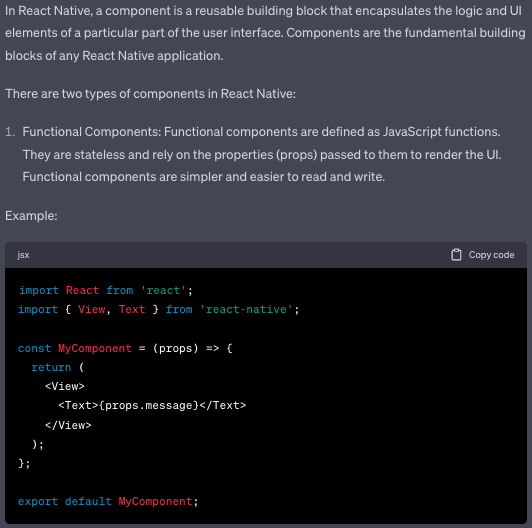 In React Native, a component is a reusable building block that encapsulates the logic and UI
elements of a particular part of the user interface. Components are the fundamental building
blocks of any React Native application.
There are two types of components in React Native:
1. Functional Components: Functional components are defined as JavaScript functions.
They are stateless and rely on the properties (props) passed to them to render the UI.
Functional components are simpler and easier to read and write.
Example:
jsx Copy code
import React from 'react';
import { View, Text } from 'react-native';
const MyComponent = (props) => {
  return (
    <View>
      <Text>{props.message}</Text>
    </View>
  );
};
export default MyComponent;